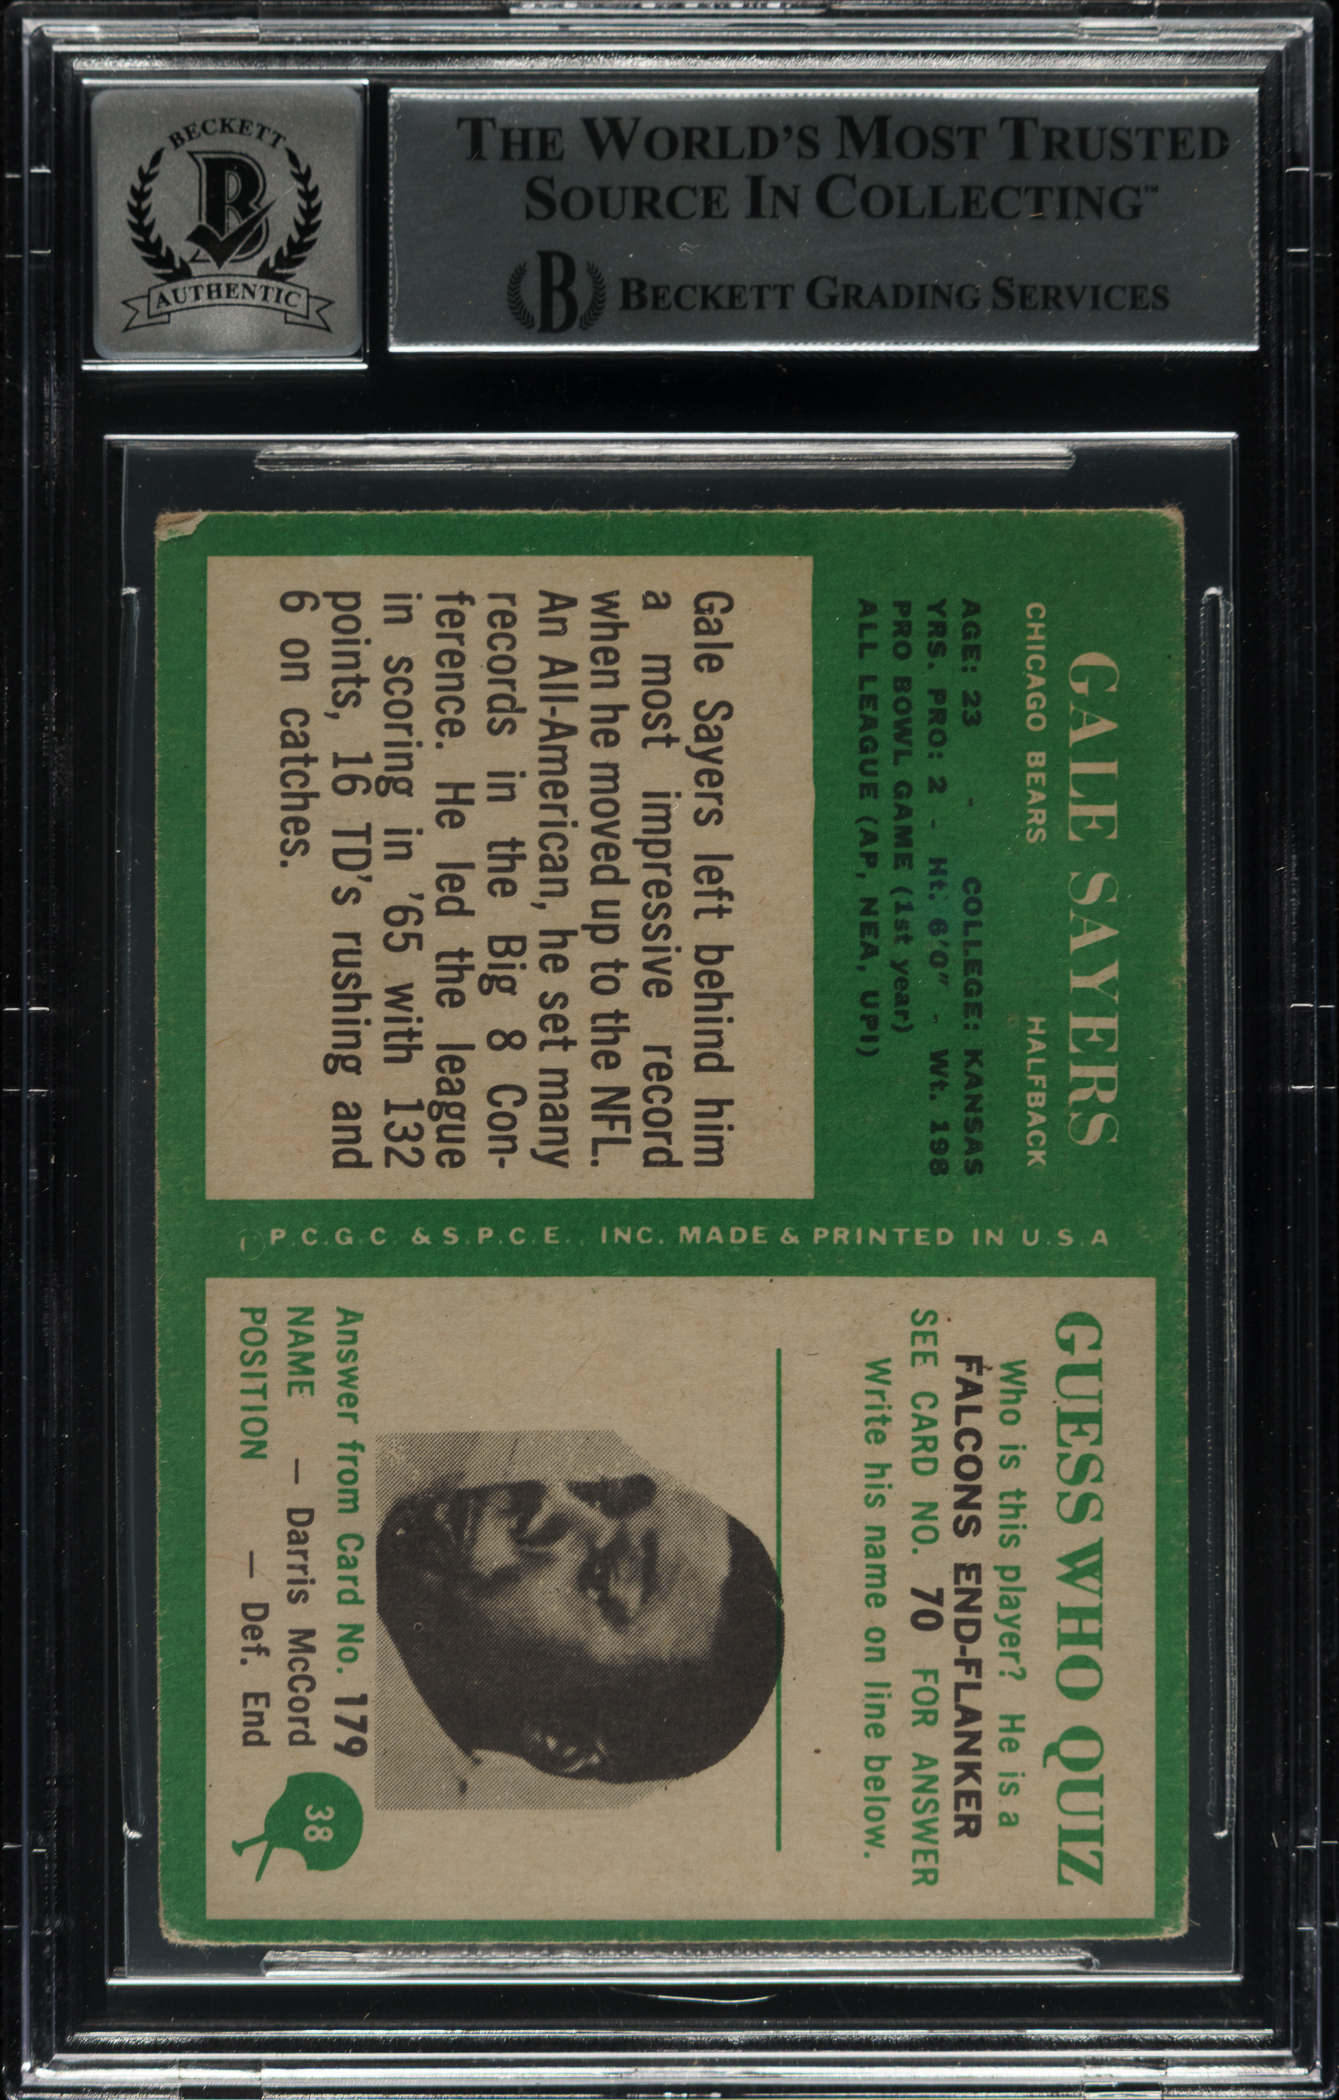 BECKETT
B
AUTHENTIC
THE WORLD'S MOST TRUSTED
SOURCE IN COLLECTING™
B BECKETT GRADING SERVICES
GALE SAYERS
CHICAGO BEARS HALFBACK
AGE: 23 - COLLEGE: KANSAS
YRS. PRO: 2 - Ht. 6'0" - Wt. 198
PRO BOWL GAME (1st year)
ALL LEAGUE (AP, NEA, UPI)
Gale Sayers left behind him
a most impressive record
when he moved up to the NFL.
An All-American, he set many
records in the Big 8 Con-
ference. He led the league
in scoring in '65 with 132
points, 16 TD's rushing and
6 on catches.
© P.C.G.C. & S.P.C.E., INC. MADE & PRINTED IN U.S.A
GUESS WHO QUIZ
Who is this player? He is a
FALCONS END-FLANKER
SEE CARD NO. 70 FOR ANSWER
Write his name on line below.
Answer from Card No. 179
NAME — Darris McCord
POSITION — Def. End
38